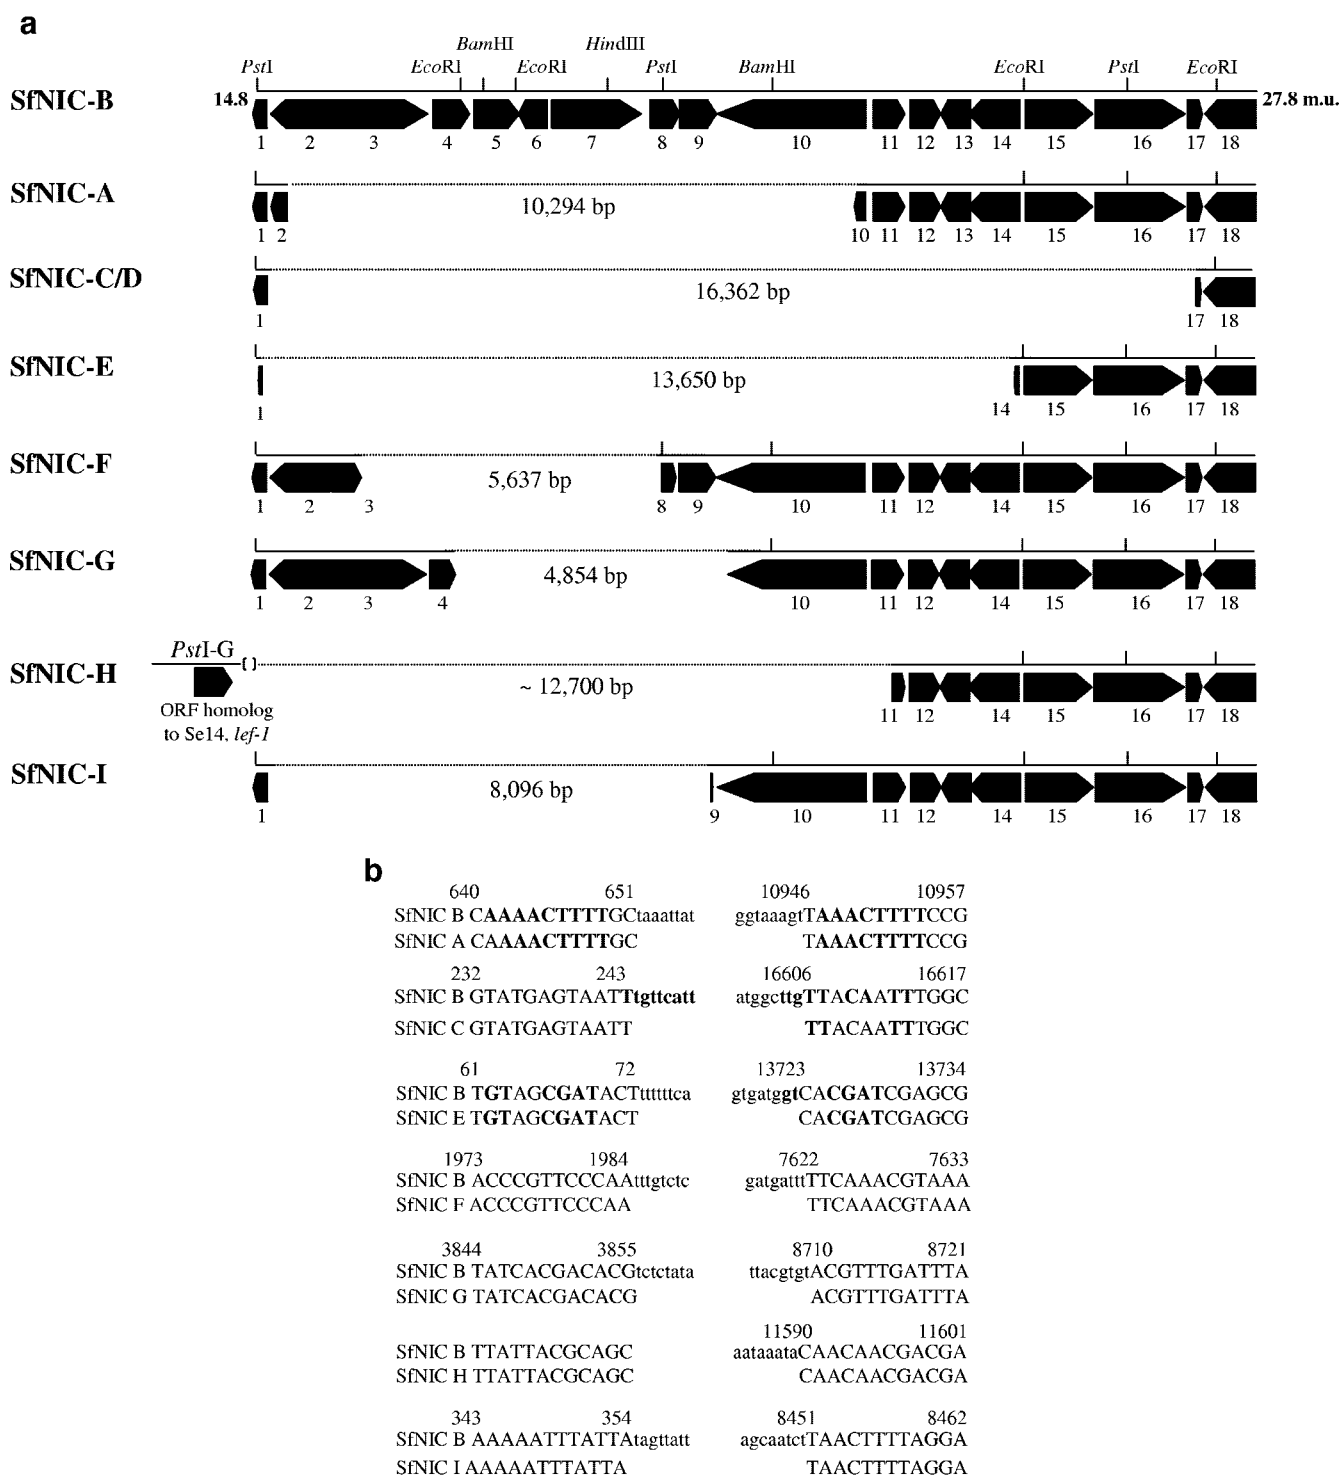 a
BamHI HindIII
PstI EcoRI EcoRI PstI BamHI EcoRI PstI EcoRI
SfNIC-B 14.8 27.8 m.u.
1 2 3 4 5 6 7 8 9 10 11 12 13 14 15 16 17 18
SfNIC-A
10,294 bp
1 2 10 11 12 13 14 15 16 17 18
SfNIC-C/D
16,362 bp
1 17 18
SfNIC-E
13,650 bp
1 14 15 16 17 18
SfNIC-F
5,637 bp
1 2 3 8 9 10 11 12 14 15 16 17 18
SfNIC-G
4,854 bp
1 2 3 4 10 11 12 14 15 16 17 18
PstI-G
SfNIC-H
~ 12,700 bp
ORF homolog
to Se14, lef-1
11 12 14 15 16 17 18
SfNIC-I
8,096 bp
1 9 10 11 12 14 15 16 17 18
b
640 651 10946 10957
SfNIC B CAAAACTTTTGCtaaattat ggtaaagtTAAACTTTTCCG
SfNIC A CAAAACTTTTGC TAAACTTTTCCG
232 243 16606 16617
SfNIC B GTATGAGTAATTTtgttcatt atggcttgTTACAATTTGGC
SfNIC C GTATGAGTAATT TTACAATTTGGC
61 72 13723 13734
SfNIC B TGTAGCGATACTttttttca gtgatggtCACGATCGAGCG
SfNIC E TGTAGCGATACT CACGATCGAGCG
1973 1984 7622 7633
SfNIC B ACCCGTTCCCAAtttgtctc gatgatttTTCAAACGTAAA
SfNIC F ACCCGTTCCCAA TTCAAACGTAAA
3844 3855 8710 8721
SfNIC B TATCACGACACGtctctata ttacgtgtACGTTTGATTTA
SfNIC G TATCACGACACG ACGTTTGATTTA
11590 11601
SfNIC B TTATTACGCAGC aataaataCAACAACGACGA
SfNIC H TTATTACGCAGC CAACAACGACGA
343 354 8451 8462
SfNIC B AAAAATTTATTAtagttatt agcaatctTAACTTTTAGGA
SfNIC I AAAAATTTATTA TAACTTTTAGGA